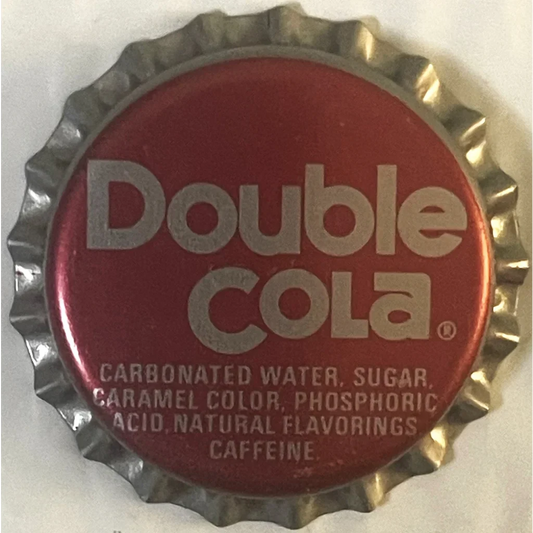 Double
COLA®
CARBONATED WATER, SUGAR,
CARAMEL COLOR, PHOSPHORIC
ACID, NATURAL FLAVORINGS
CAFFEINE.